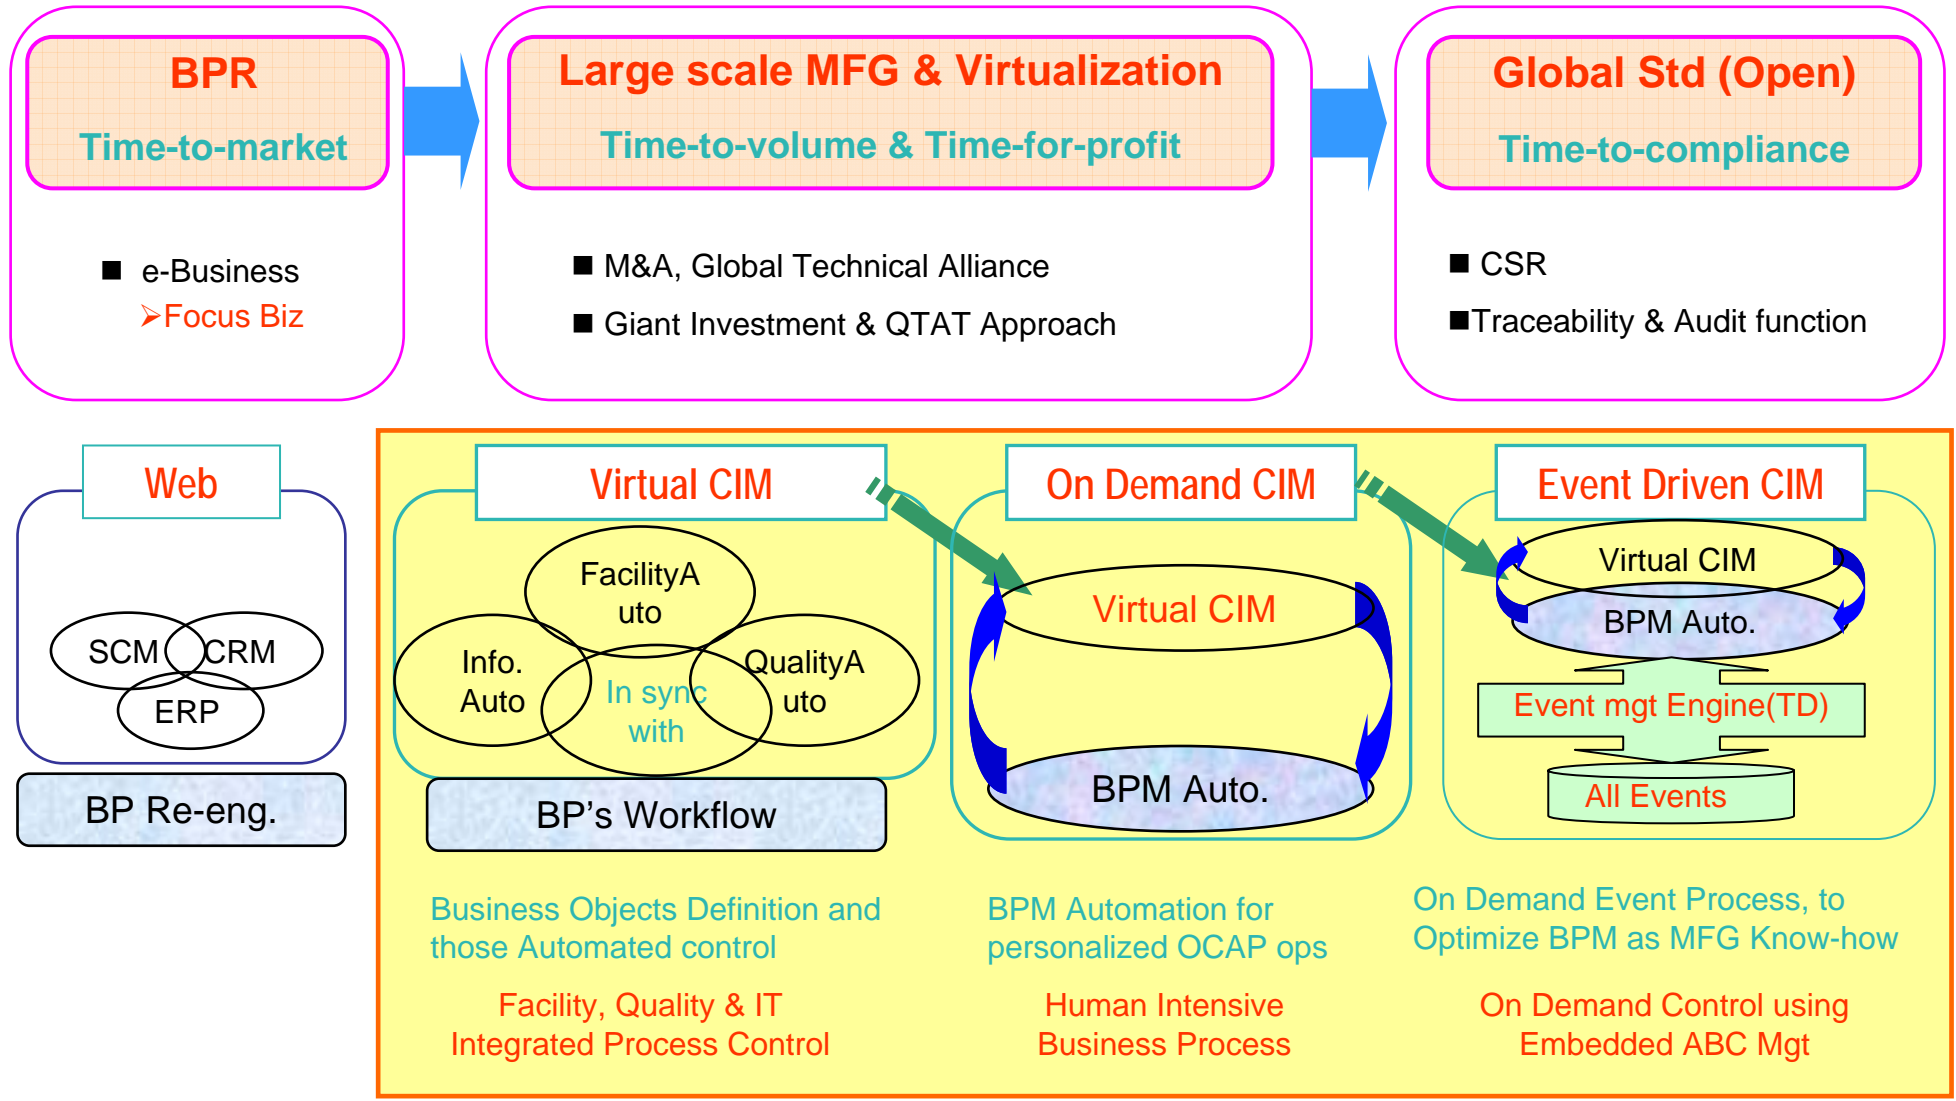 BPR
Time-to-market
■ e-Business
➢Focus Biz
Large scale MFG & Virtualization
Time-to-volume & Time-for-profit
■ M&A, Global Technical Alliance
■ Giant Investment & QTAT Approach
Global Std (Open)
Time-to-compliance
■ CSR
■Traceability & Audit function
Web
SCM
CRM
ERP
BP Re-eng.
Virtual CIM
FacilityA
uto
Info.
Auto
QualityA
uto
In sync
with
BP's Workflow
Business Objects Definition and
those Automated control
Facility, Quality & IT
Integrated Process Control
On Demand CIM
Virtual CIM
BPM Auto.
BPM Automation for
personalized OCAP ops
Human Intensive
Business Process
Event Driven CIM
Virtual CIM
BPM Auto.
Event mgt Engine(TD)
All Events
On Demand Event Process, to
Optimize BPM as MFG Know-how
On Demand Control using
Embedded ABC Mgt